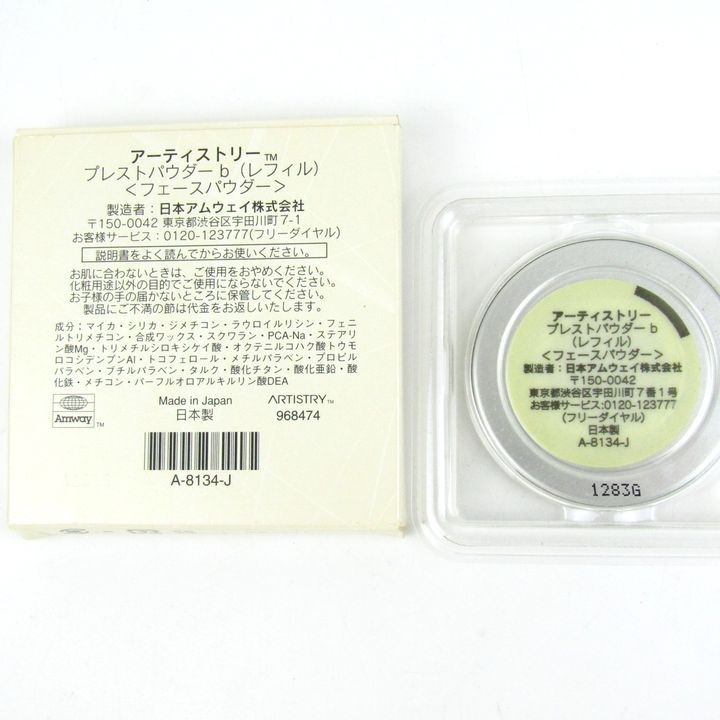 アーティストリー™
プレストパウダー b（レフィル）
＜フェースパウダー＞
製造者：日本アムウェイ株式会社
〒150-0042 東京都渋谷区宇田川町7-1
お客様サービス：0120-123777(フリーダイヤル)
説明書をよく読んでからお使いください。
お肌に合わないときは、ご使用をおやめください。
化粧用途以外の目的でご使用にならないでください。
お子様の手の届かないところに保管してください。
製品にご不満の節は代金をお返しいたします。
成分：マイカ・シリカ・ジメチコン・ラウロイルリシン・フェニ
ルトリメチコン・合成ワックス・スクワラン・PCA-Na・ステアリ
ン酸Mg・トリメチルシロキシケイ酸・オクテニルコハク酸トウモ
ロコシデンプンAl・トコフェロール・メチルパラベン・プロピル
パラベン・ブチルパラベン・タルク・酸化チタン・酸化亜鉛・酸
化鉄・メチコン・パーフルオロアルキルリン酸DEA
Amway™
Made in Japan
日本製
ARTISTRY™
968474
A-8134-J
アーティストリー
プレストパウダー b
（レフィル）
＜フェースパウダー＞
製造者：日本アムウェイ株式会社
〒150-0042
東京都渋谷区宇田川町７番１号
お客様サービス:0120-123777
(フリーダイヤル)
日本製
A-8134-J
1283G